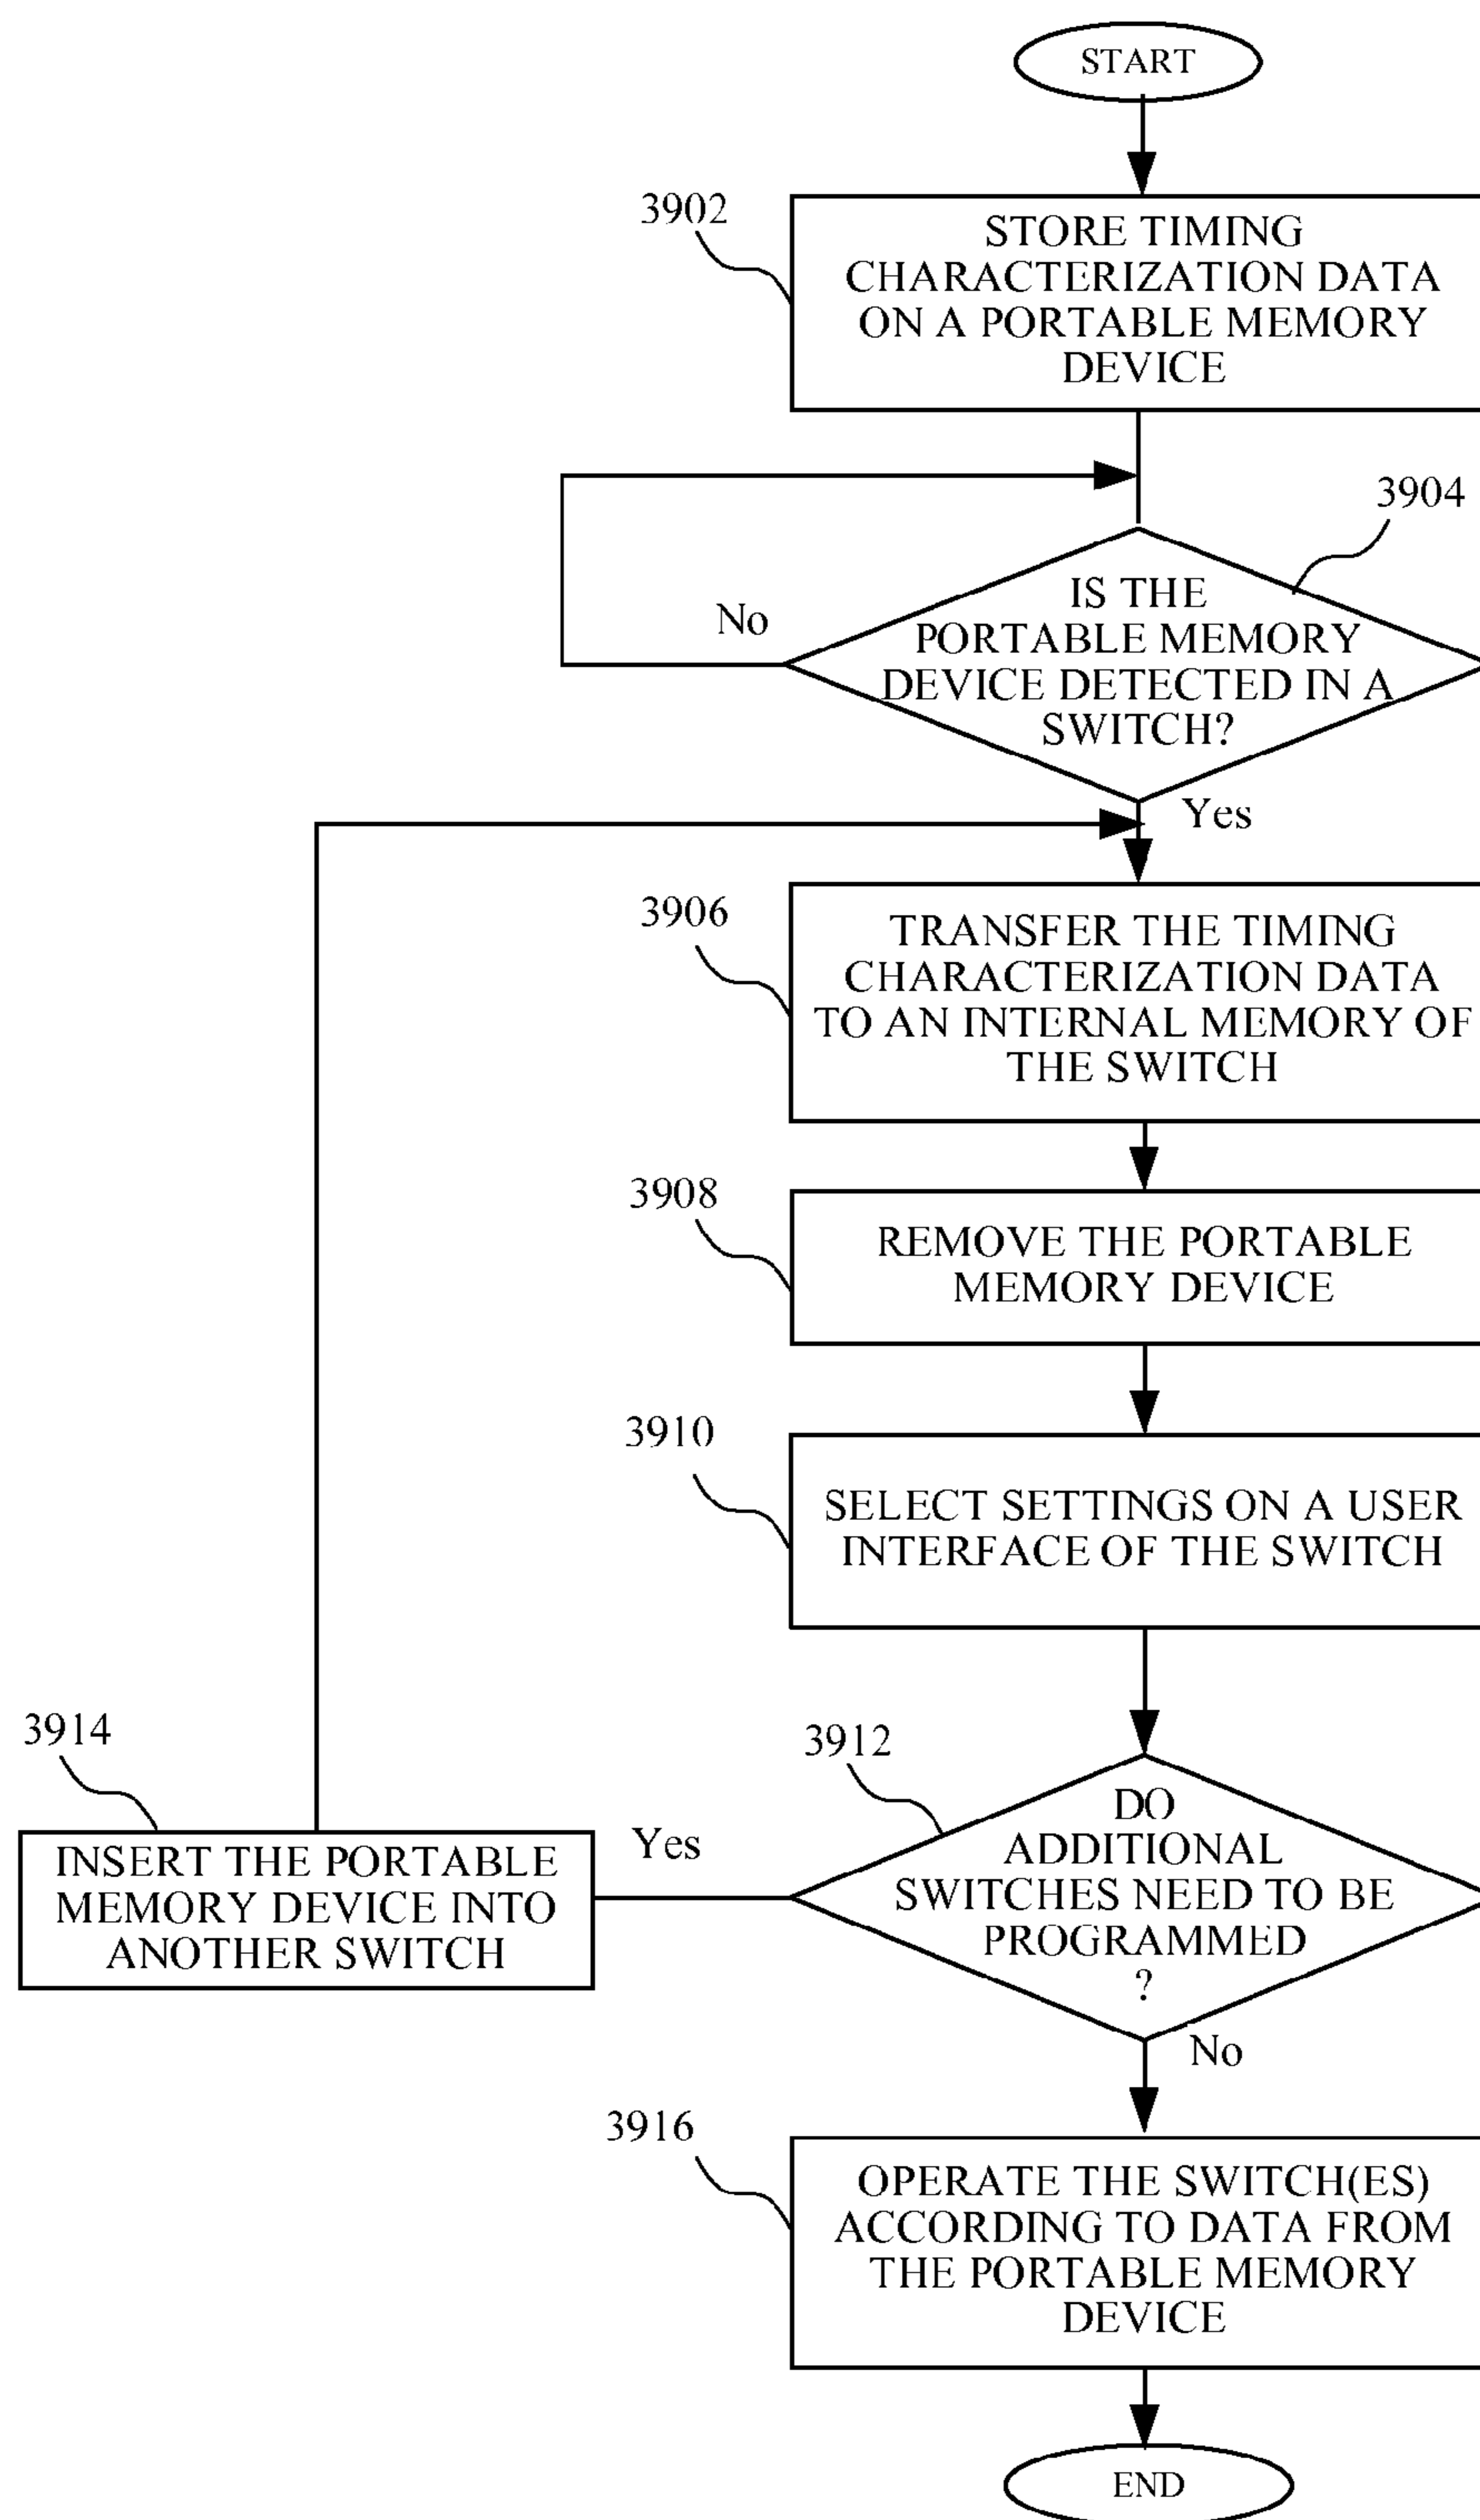 START
3902
STORE TIMING
CHARACTERIZATION DATA
ON A PORTABLE MEMORY
DEVICE
3904
IS THE
PORTABLE MEMORY
DEVICE DETECTED IN A
SWITCH?
No
Yes
3906
TRANSFER THE TIMING
CHARACTERIZATION DATA
TO AN INTERNAL MEMORY OF
THE SWITCH
3908
REMOVE THE PORTABLE
MEMORY DEVICE
3910
SELECT SETTINGS ON A USER
INTERFACE OF THE SWITCH
3912
DO
ADDITIONAL
SWITCHES NEED TO BE
PROGRAMMED
?
Yes
3914
INSERT THE PORTABLE
MEMORY DEVICE INTO
ANOTHER SWITCH
No
3916
OPERATE THE SWITCH(ES)
ACCORDING TO DATA FROM
THE PORTABLE MEMORY
DEVICE
END